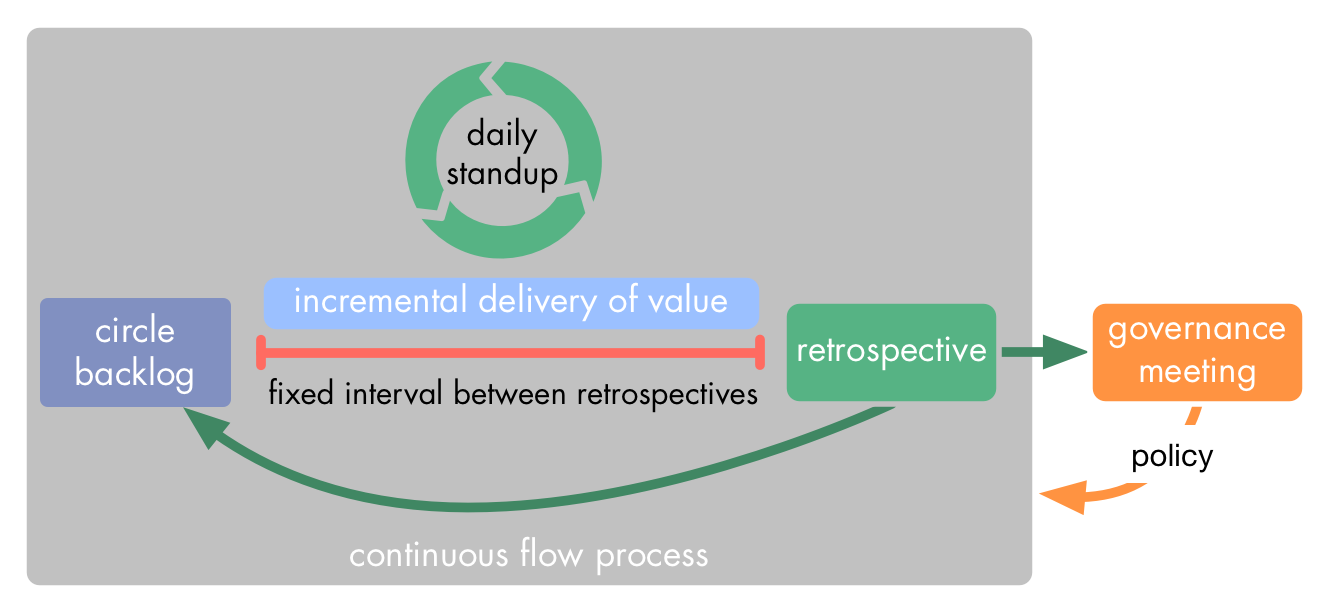 daily
standup
incremental delivery of value
circle
backlog
fixed interval between retrospectives
retrospective
governance
meeting
policy
continuous flow process